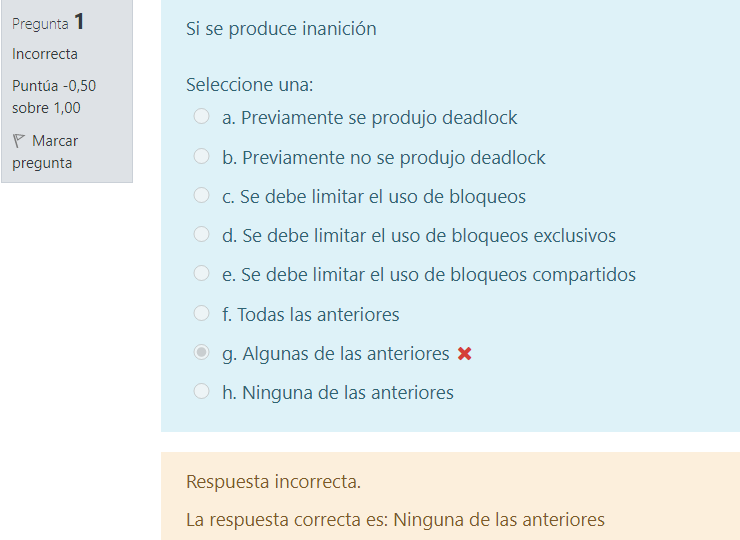 Pregunta 1
Incorrecta
Puntúa -0,50
sobre 1,00
Marcar
pregunta
Si se produce inanición
Seleccione una:
a. Previamente se produjo deadlock
b. Previamente no se produjo deadlock
c. Se debe limitar el uso de bloqueos
d. Se debe limitar el uso de bloqueos exclusivos
e. Se debe limitar el uso de bloqueos compartidos
f. Todas las anteriores
g. Algunas de las anteriores
h. Ninguna de las anteriores
Respuesta incorrecta.
La respuesta correcta es: Ninguna de las anteriores